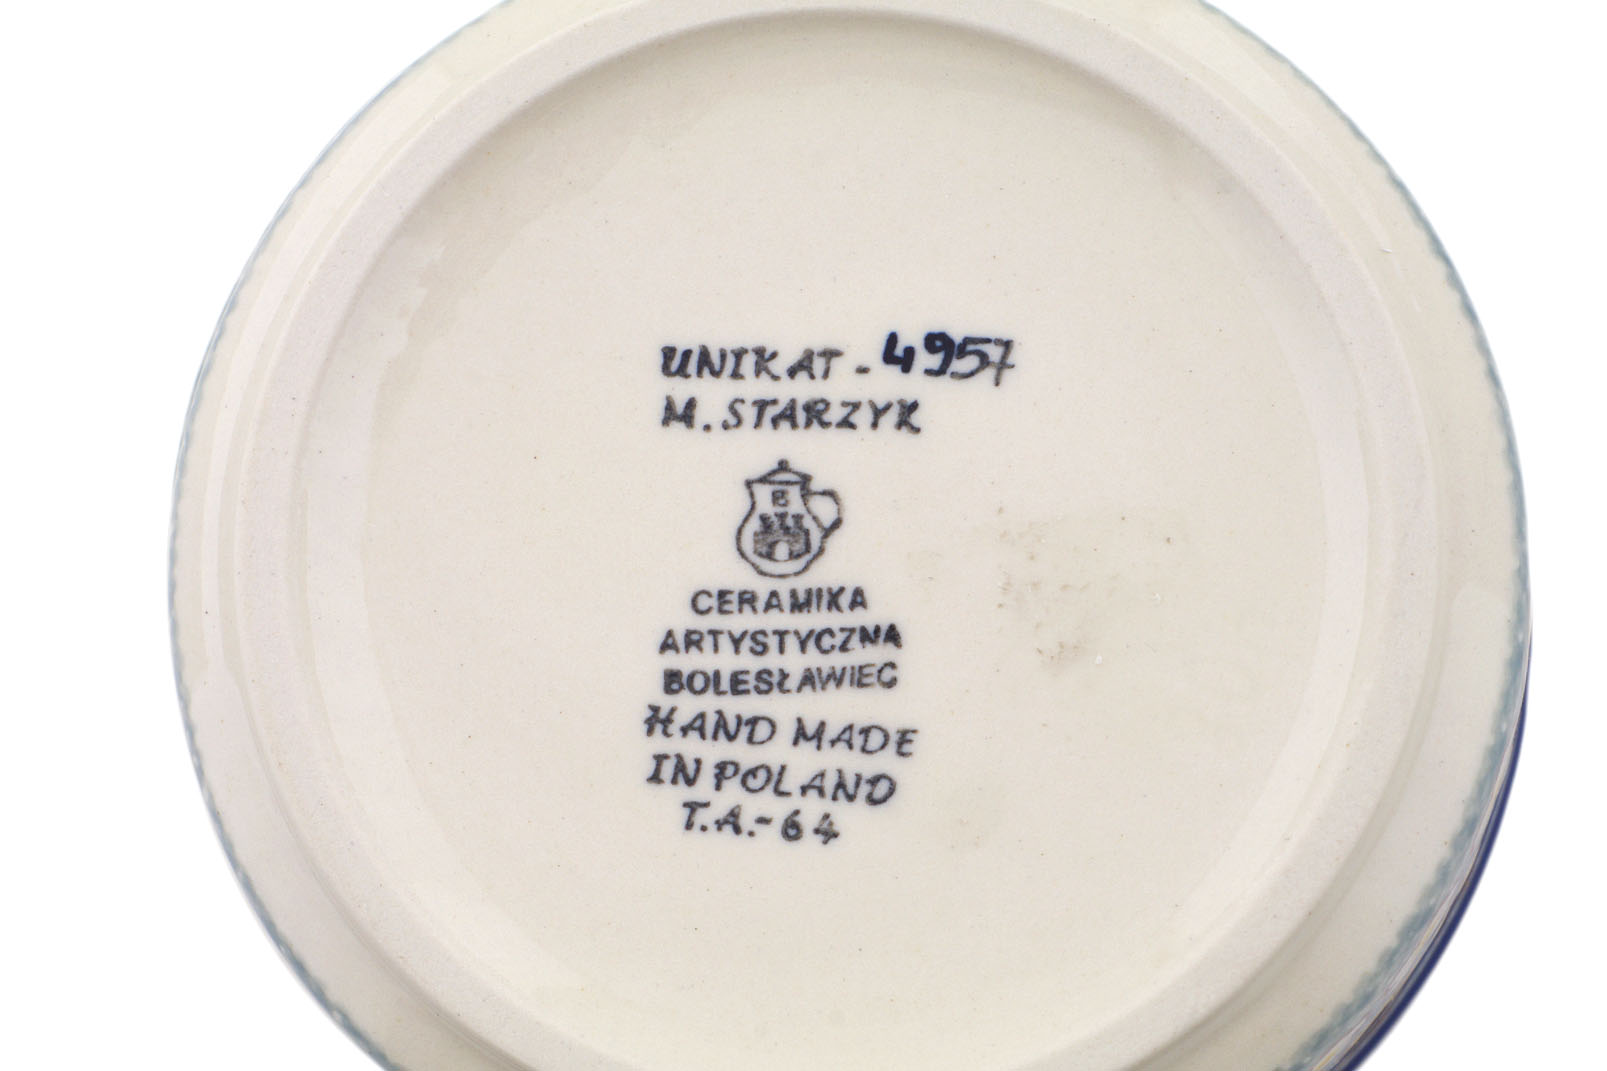 UNIKAT - 4957
M. STARZYK
B
CERAMIKA
ARTYSTYCZNA
BOLESŁAWIEC
HAND MADE
IN POLAND
T.A.-64